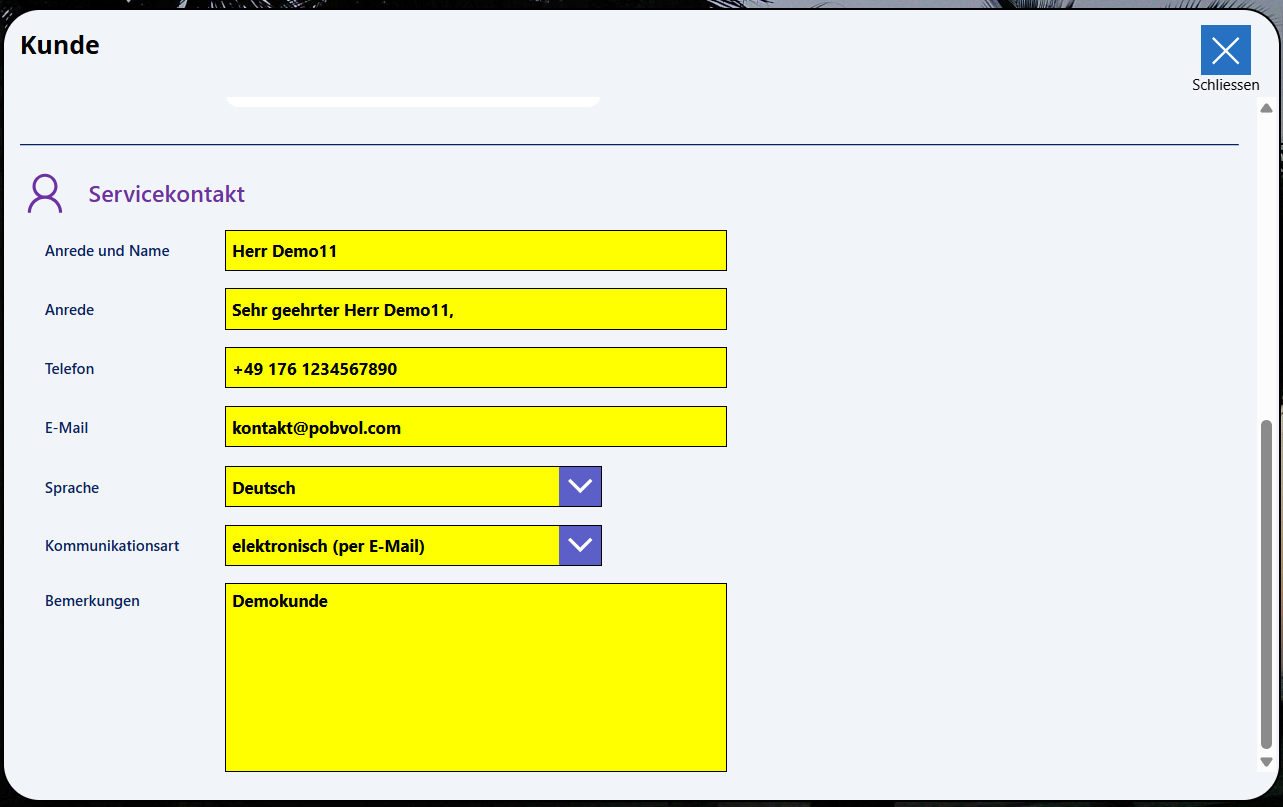 Kunde
Schliessen
Servicekontakt
Anrede und Name
Herr Demo11
Anrede
Sehr geehrter Herr Demo11,
Telefon
+49 176 1234567890
E-Mail
kontakt@pobvol.com
Sprache
Deutsch
Kommunikationsart
elektronisch (per E-Mail)
Bemerkungen
Demokunde